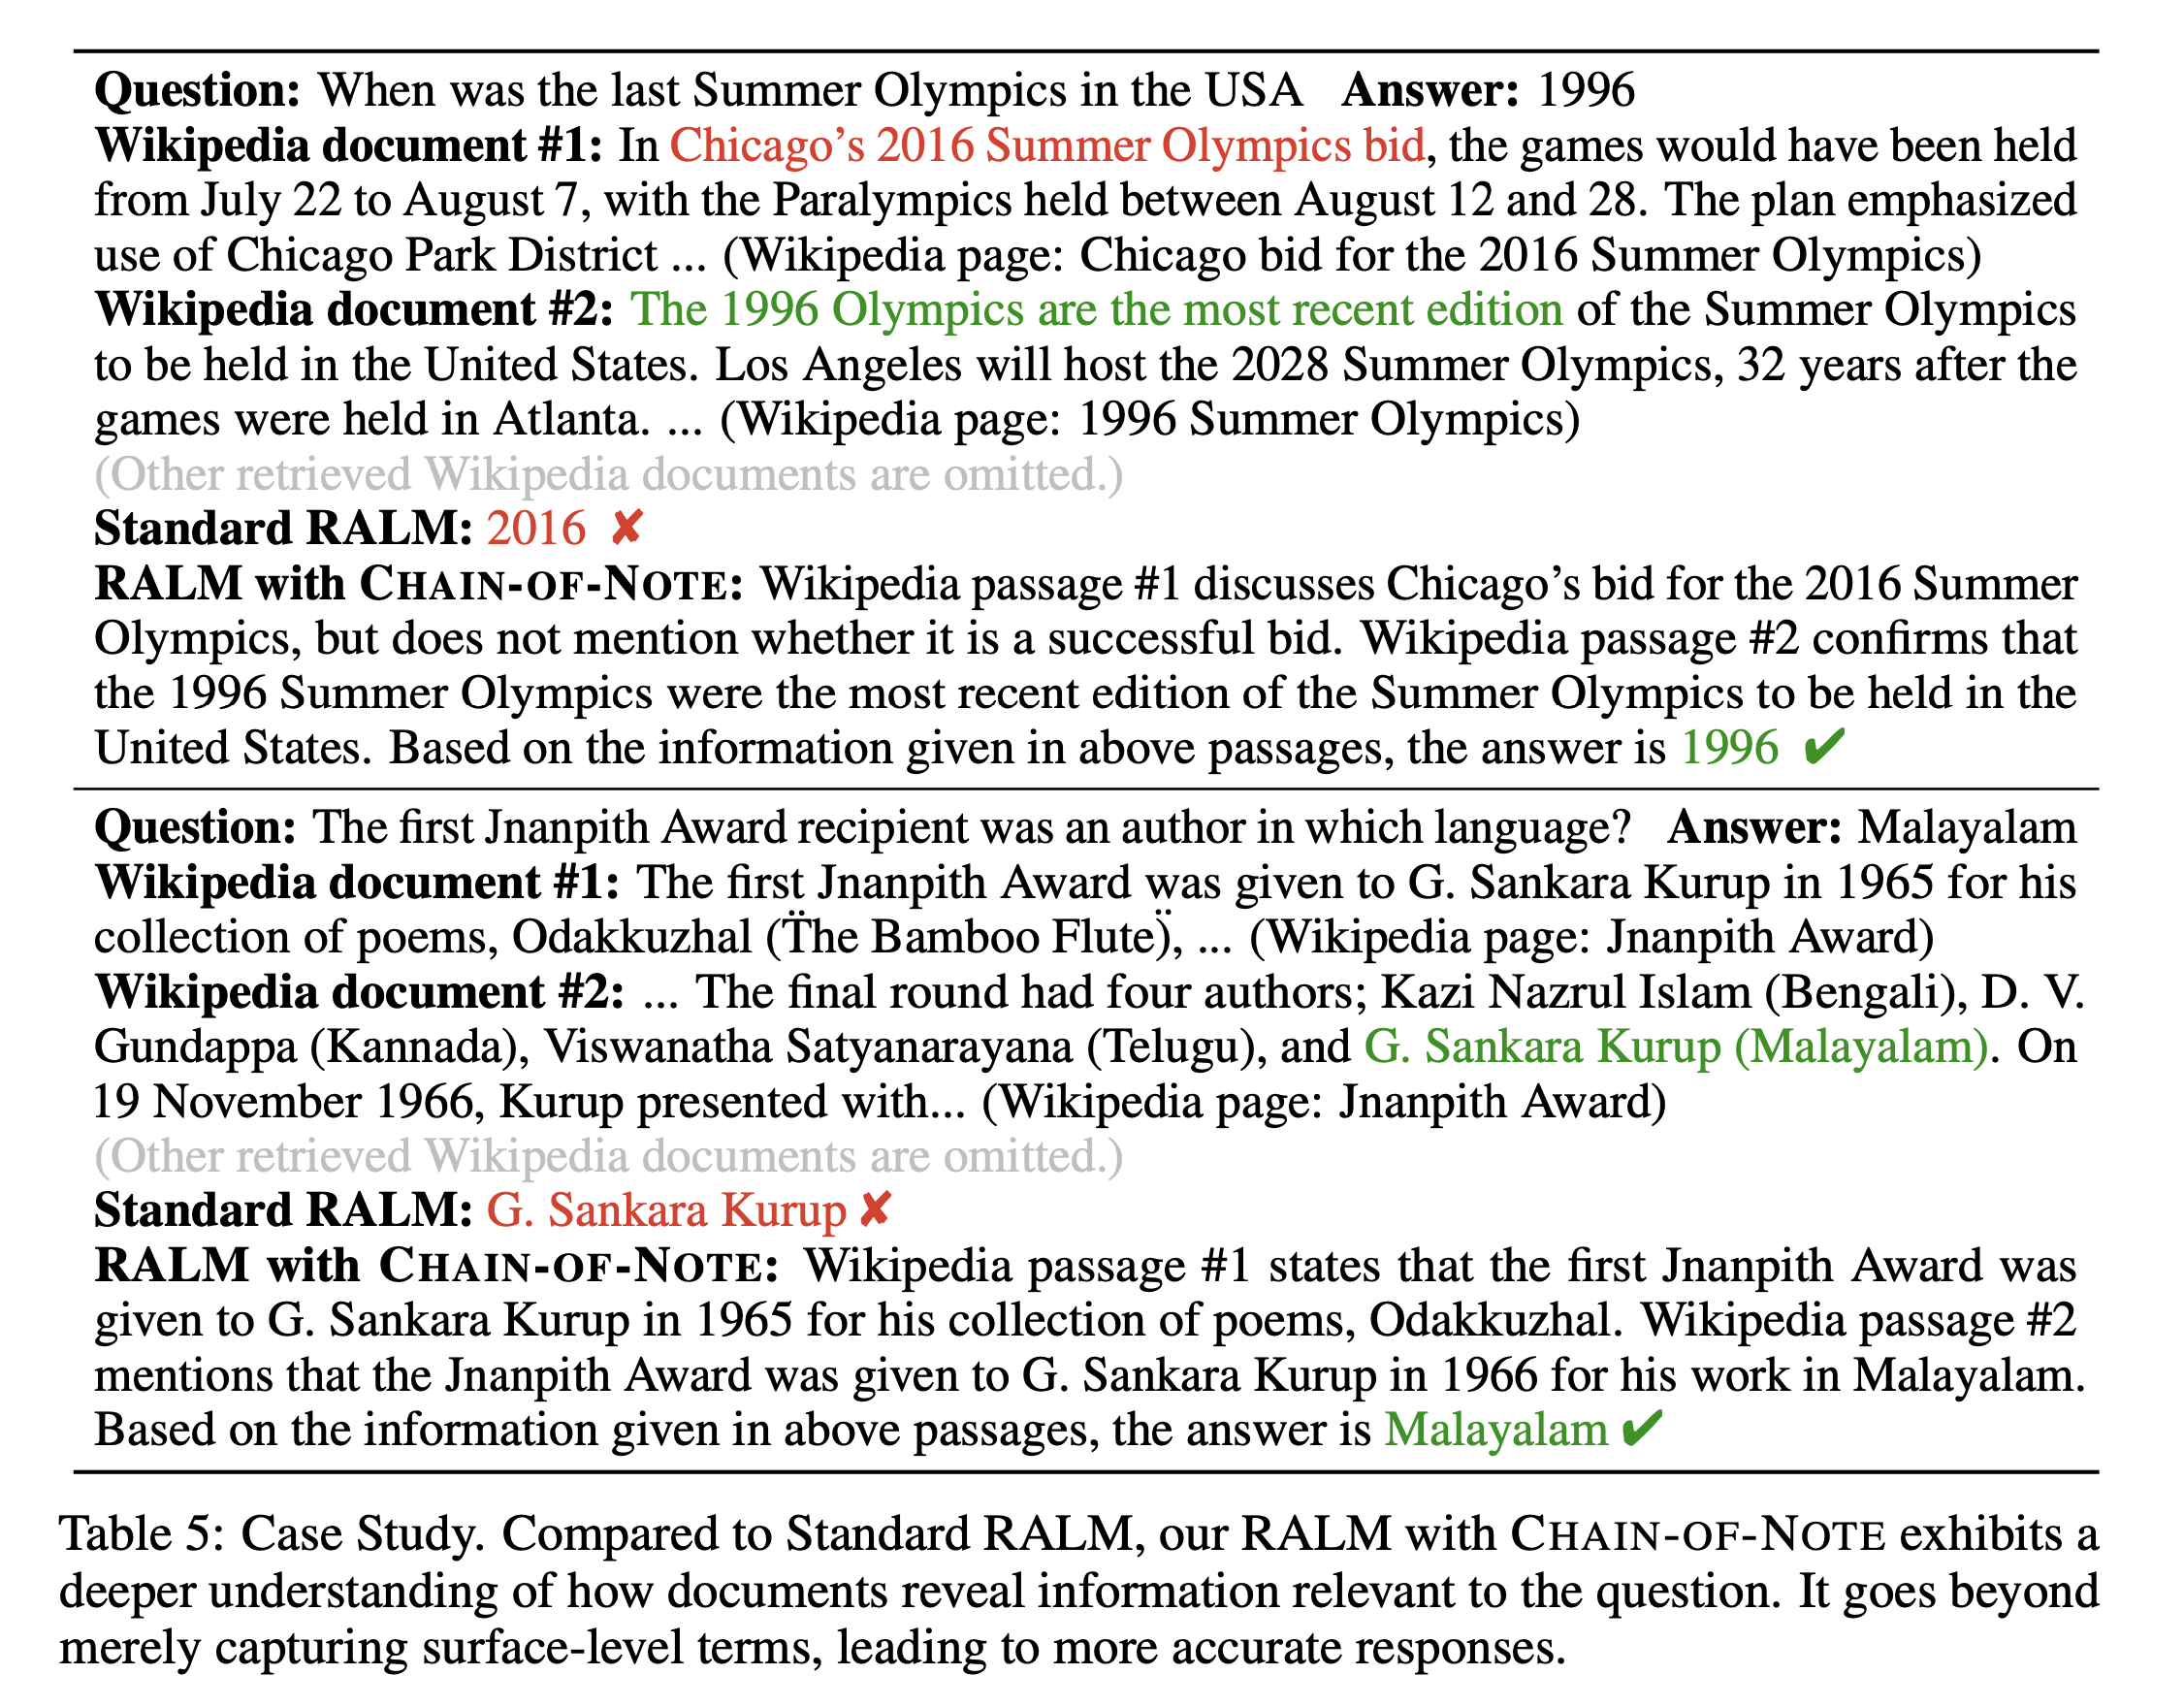 Question: When was the last Summer Olympics in the USA Answer: 1996
Wikipedia document #1: In Chicago’s 2016 Summer Olympics bid, the games would have been held
from July 22 to August 7, with the Paralympics held between August 12 and 28. The plan emphasized
use of Chicago Park District ... (Wikipedia page: Chicago bid for the 2016 Summer Olympics)
Wikipedia document #2: The 1996 Olympics are the most recent edition of the Summer Olympics
to be held in the United States. Los Angeles will host the 2028 Summer Olympics, 32 years after the
games were held in Atlanta. ... (Wikipedia page: 1996 Summer Olympics)
(Other retrieved Wikipedia documents are omitted.)
Standard RALM: 2016 ✘
RALM with CHAIN-OF-NOTE: Wikipedia passage #1 discusses Chicago’s bid for the 2016 Summer
Olympics, but does not mention whether it is a successful bid. Wikipedia passage #2 confirms that
the 1996 Summer Olympics were the most recent edition of the Summer Olympics to be held in the
United States. Based on the information given in above passages, the answer is 1996 ✔
Question: The first Jnanpith Award recipient was an author in which language? Answer: Malayalam
Wikipedia document #1: The first Jnanpith Award was given to G. Sankara Kurup in 1965 for his
collection of poems, Odakkuzhal (T̈he Bamboo Flute)̈, ... (Wikipedia page: Jnanpith Award)
Wikipedia document #2: ... The final round had four authors; Kazi Nazrul Islam (Bengali), D. V.
Gundappa (Kannada), Viswanatha Satyanarayana (Telugu), and G. Sankara Kurup (Malayalam). On
19 November 1966, Kurup presented with... (Wikipedia page: Jnanpith Award)
(Other retrieved Wikipedia documents are omitted.)
Standard RALM: G. Sankara Kurup ✘
RALM with CHAIN-OF-NOTE: Wikipedia passage #1 states that the first Jnanpith Award was
given to G. Sankara Kurup in 1965 for his collection of poems, Odakkuzhal. Wikipedia passage #2
mentions that the Jnanpith Award was given to G. Sankara Kurup in 1966 for his work in Malayalam.
Based on the information given in above passages, the answer is Malayalam ✔
Table 5: Case Study. Compared to Standard RALM, our RALM with CHAIN-OF-NOTE exhibits a
deeper understanding of how documents reveal information relevant to the question. It goes beyond
merely capturing surface-level terms, leading to more accurate responses.